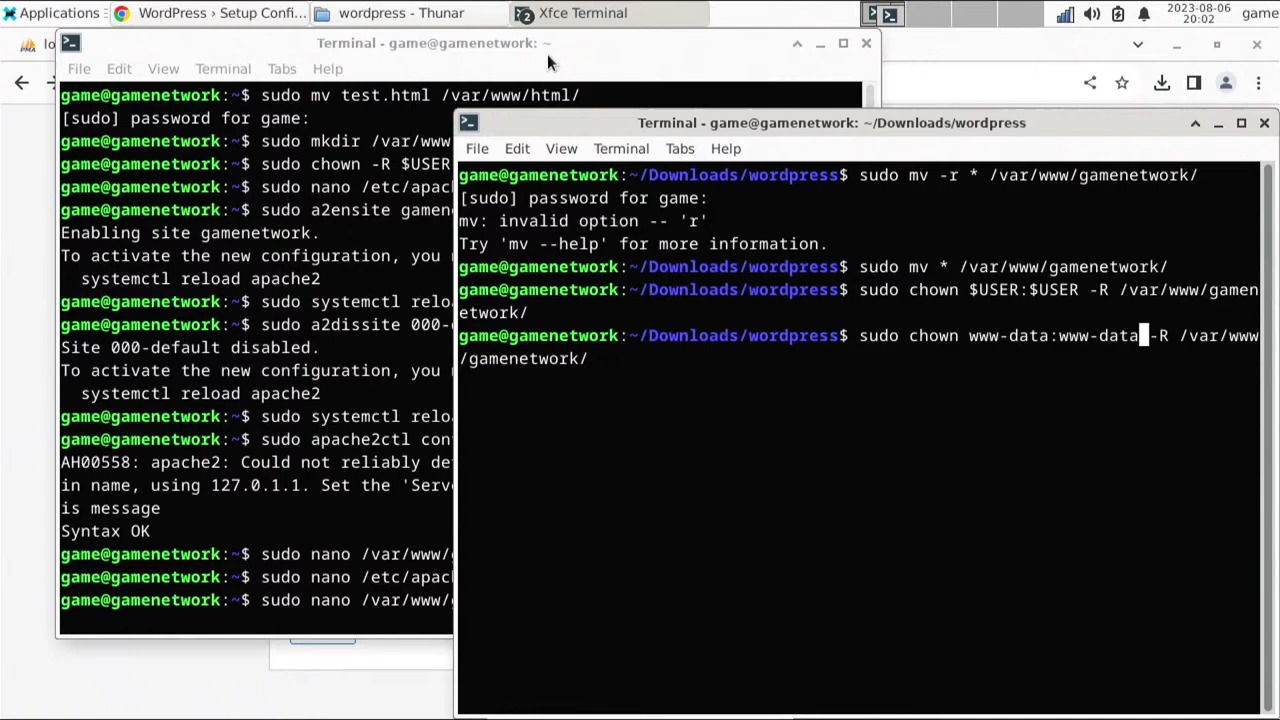 Applications
WordPress › Setup Confi...
wordpress - Thunar
2
Xfce Terminal
2023-08-06
20:02
game
Terminal - game@gamenetwork: ~
File Edit View Terminal Tabs Help
game@gamenetwork:~$ sudo mv test.html /var/www/html/
[sudo] password for game:
game@gamenetwork:~$ sudo mkdir /var/www
game@gamenetwork:~$ sudo chown -R $USER
game@gamenetwork:~$ sudo nano /etc/apac
game@gamenetwork:~$ sudo a2ensite gamen
Enabling site gamenetwork.
To activate the new configuration, you
systemctl reload apache2
game@gamenetwork:~$ sudo systemctl relo
game@gamenetwork:~$ sudo a2dissite 000-
Site 000-default disabled.
To activate the new configuration, you
systemctl reload apache2
game@gamenetwork:~$ sudo systemctl relo
game@gamenetwork:~$ sudo apache2ctl con
AH00558: apache2: Could not reliably de
in name, using 127.0.1.1. Set the 'Serv
is message
Syntax OK
game@gamenetwork:~$ sudo nano /var/www/
game@gamenetwork:~$ sudo nano /etc/apac
game@gamenetwork:~$ sudo nano /var/www/
Terminal - game@gamenetwork: ~/Downloads/wordpress
File Edit View Terminal Tabs Help
game@gamenetwork:~/Downloads/wordpress$ sudo mv -r * /var/www/gamenetwork/
[sudo] password for game:
mv: invalid option -- 'r'
Try 'mv --help' for more information.
game@gamenetwork:~/Downloads/wordpress$ sudo mv * /var/www/gamenetwork/
game@gamenetwork:~/Downloads/wordpress$ sudo chown $USER:$USER -R /var/www/gamen
etwork/
game@gamenetwork:~/Downloads/wordpress$ sudo chown www-data:www-data -R /var/www
/gamenetwork/